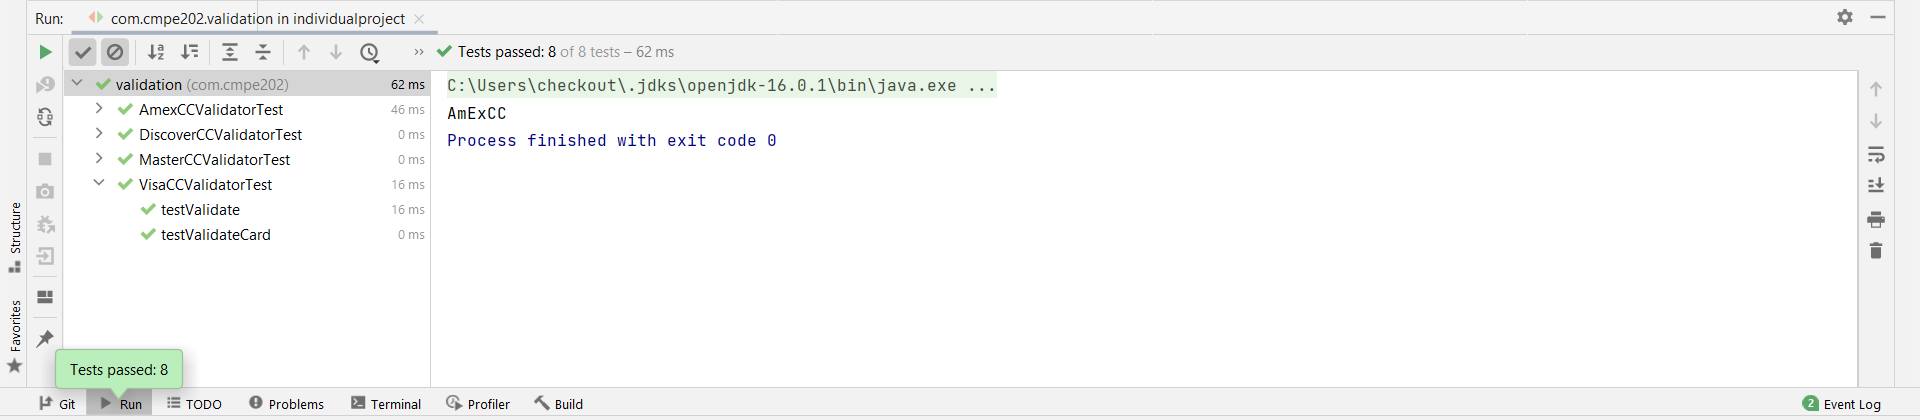 Run: com.cmpe202.validation in individualproject
Tests passed: 8 of 8 tests – 62 ms
validation (com.cmpe202) 62 ms
AmexCCValidatorTest 46 ms
DiscoverCCValidatorTest 0 ms
MasterCCValidatorTest 0 ms
VisaCCValidatorTest 16 ms
testValidate 16 ms
testValidateCard 0 ms
C:\Users\checkout\.jdks\openjdk-16.0.1\bin\java.exe ...
AmExCC
Process finished with exit code 0
Structure
Favorites
Tests passed: 8
Git Run TODO Problems Terminal Profiler Build 2 Event Log